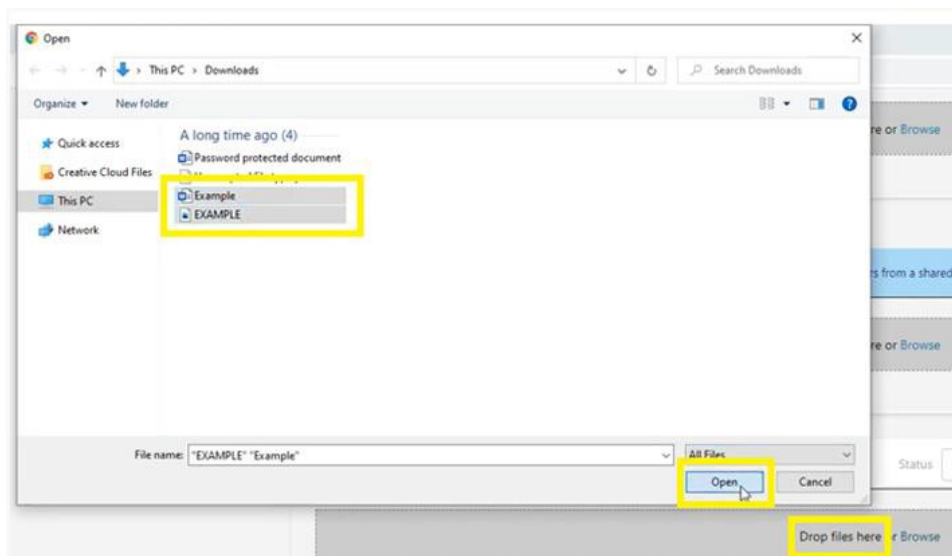 Open
This PC > Downloads
Search Downloads
Organize
New folder
re or Browse
Quick access
Creative Cloud Files
This PC
Network
A long time ago (4)
Password protected document
Example
EXAMPLE
rs from a shared
re or Browse
File name: "EXAMPLE" "Example"
All Files
Status
Open
Cancel
Drop files here or Browse